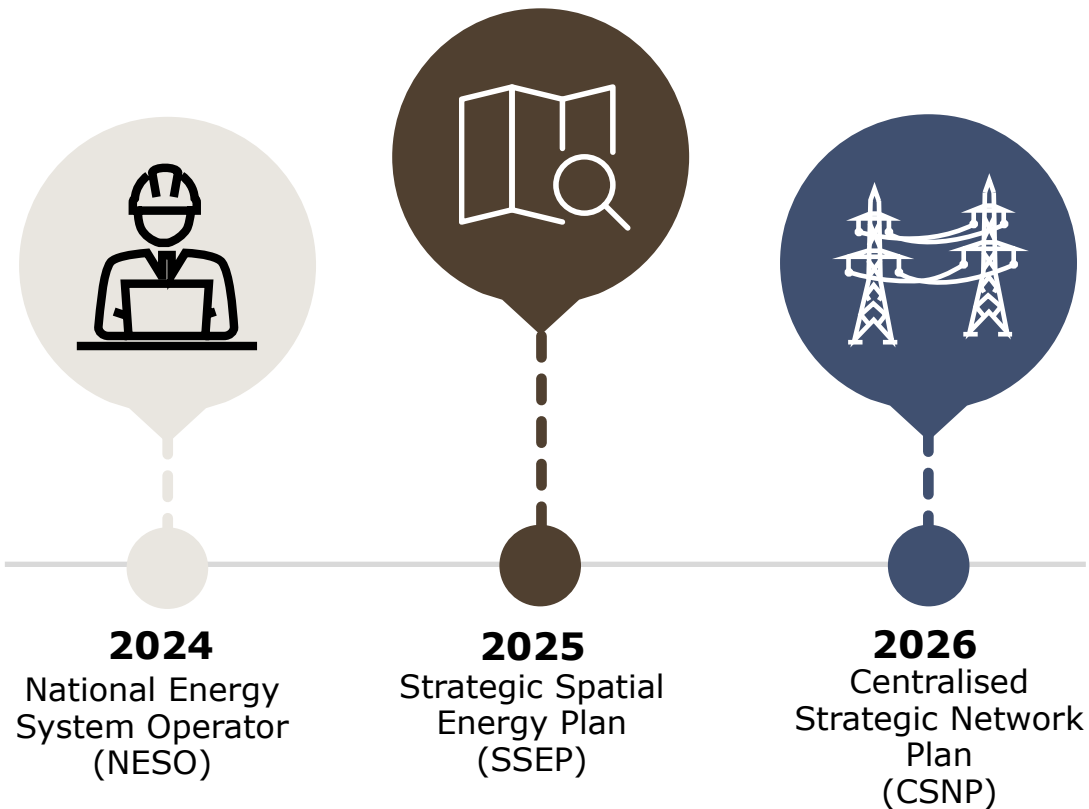 2024
National Energy
System Operator
(NESO)
2025
Strategic Spatial
Energy Plan
(SSEP)
2026
Centralised
Strategic Network
Plan
(CSNP)